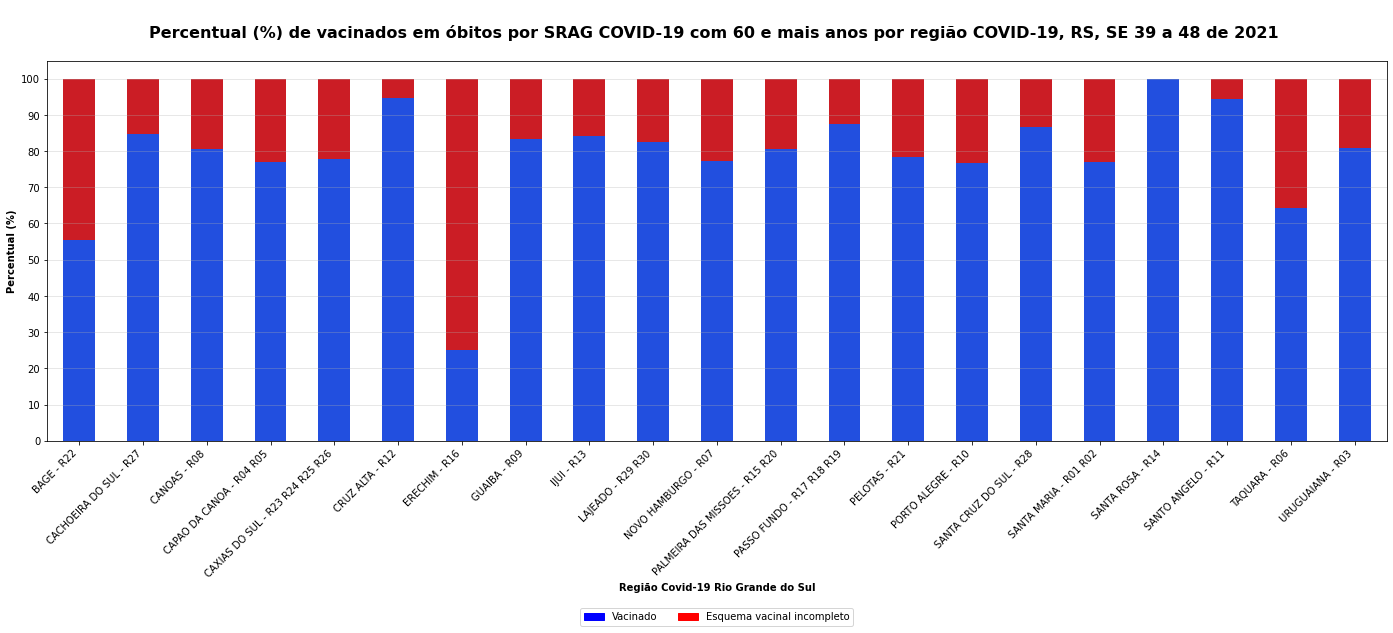 Percentual (%) de vacinados em óbitos por SRAG COVID-19 com 60 e mais anos por região COVID-19, RS, SE 39 a 48 de 2021
Percentual (%)
100
90
80
70
60
50
40
30
20
10
0
BAGE - R22
CACHOEIRA DO SUL - R27
CANOAS - R08
CAPAO DA CANOA - R04 R05
CAXIAS DO SUL - R23 R24 R25 R26
CRUZ ALTA - R12
ERECHIM - R16
GUAIBA - R09
IJUI - R13
LAJEADO - R29 R30
NOVO HAMBURGO - R07
PALMEIRA DAS MISSOES - R15 R20
PASSO FUNDO - R17 R18 R19
PELOTAS - R21
PORTO ALEGRE - R10
SANTA CRUZ DO SUL - R28
SANTA MARIA - R01 R02
SANTA ROSA - R14
SANTO ANGELO - R11
TAQUARA - R06
URUGUAIANA - R03
Região Covid-19 Rio Grande do Sul
Vacinado
Esquema vacinal incompleto